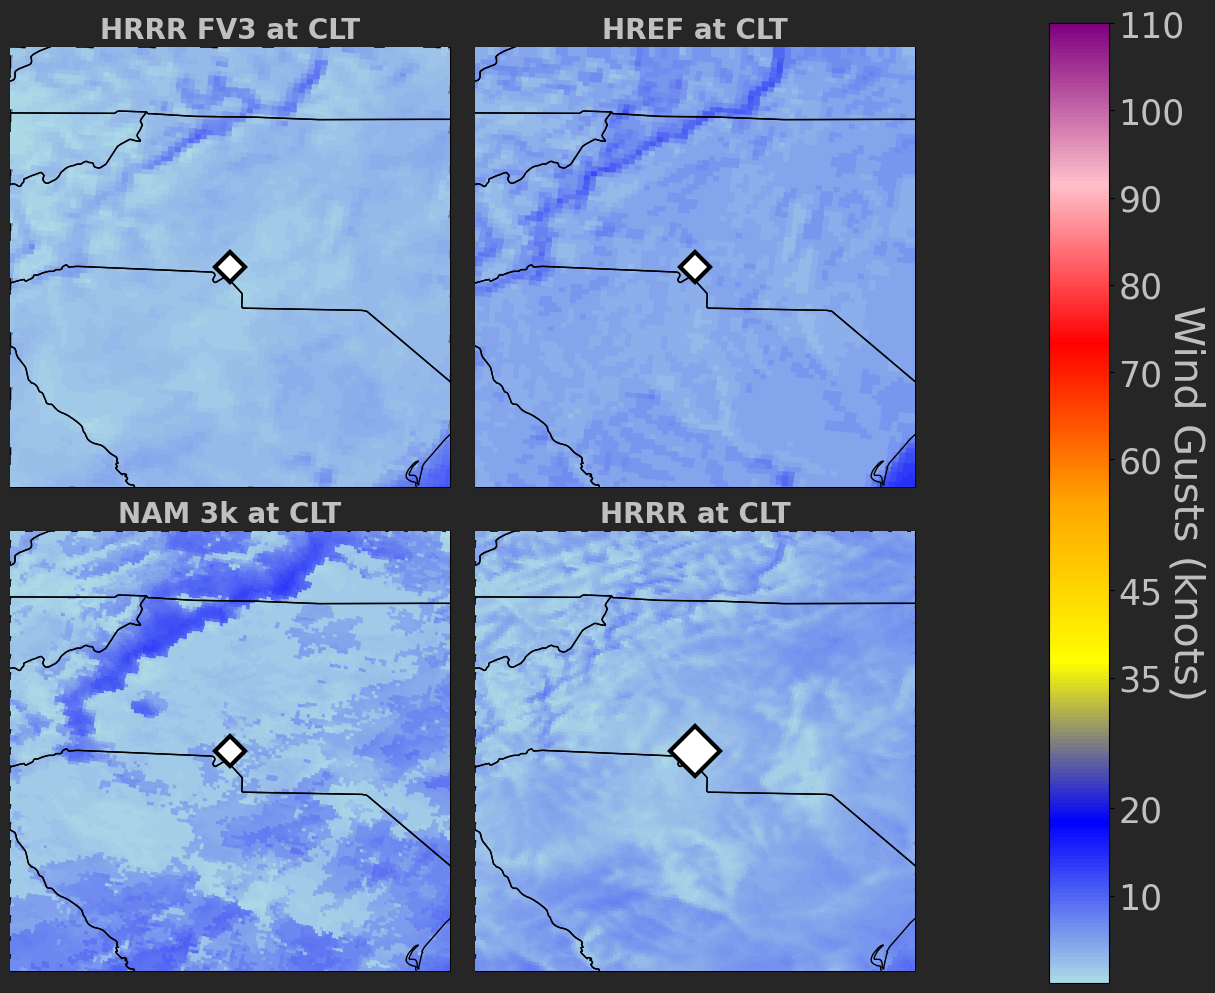 HRRR FV3 at CLT
HREF at CLT
NAM 3k at CLT
HRRR at CLT
110
100
90
80
70
60
45
35
20
10
Wind Gusts (knots)